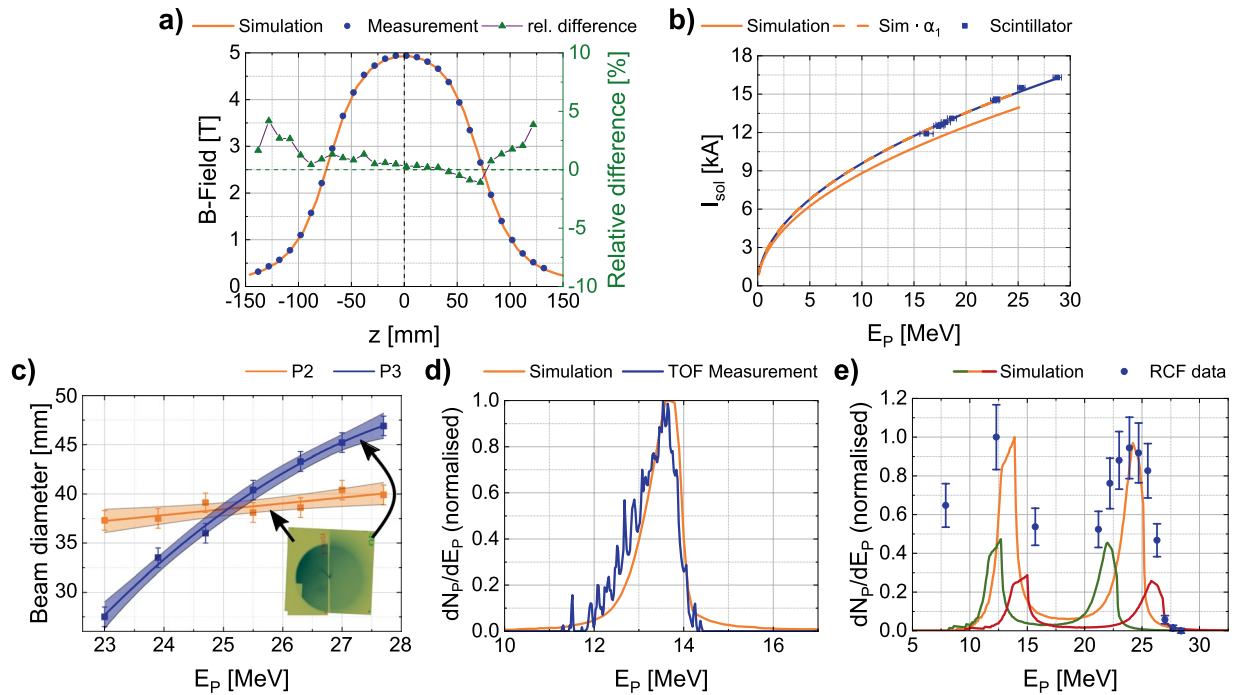 a)
Simulation
Measurement
rel. difference
5
4
3
2
1
0
B-Field [T]
10
5
0
-5
-10
Relative difference [%]
-150
-100
-50
0
50
100
150
z [mm]
b)
Simulation
Sim · α1
Scintillator
18
15
12
9
6
3
0
Isol [kA]
0
5
10
15
20
25
30
EP [MeV]
c)
P2
P3
50
45
40
35
30
Beam diameter [mm]
23
24
25
26
27
28
EP [MeV]
d)
Simulation
TOF Measurement
1.0
0.8
0.6
0.4
0.2
0.0
dNP/dEP (normalised)
10
12
14
16
EP [MeV]
e)
Simulation
RCF data
1.2
1.0
0.8
0.6
0.4
0.2
0.0
dNP/dEP (normalised)
5
10
15
20
25
30
EP [MeV]